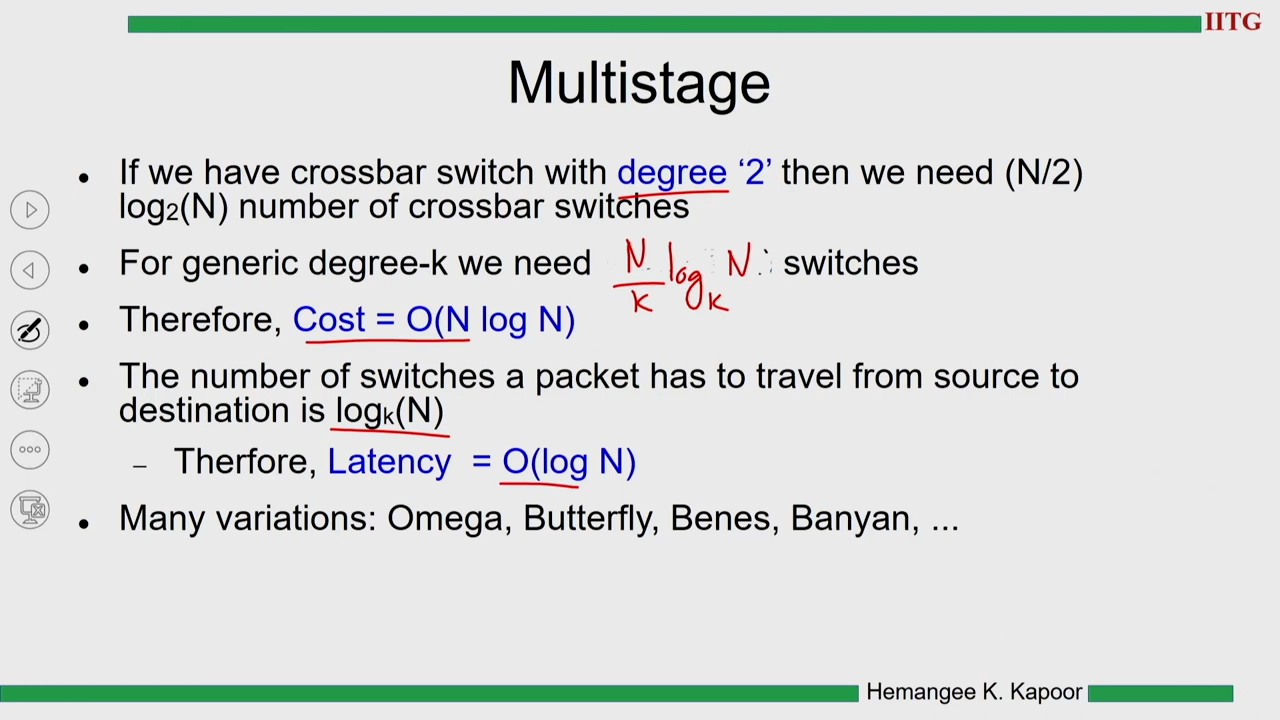 IITG
Multistage
• If we have crossbar switch with degree ‘2’ then we need (N/2)
log₂(N) number of crossbar switches
• For generic degree-k we need N/k logₖ N switches
• Therefore, Cost = O(N log N)
• The number of switches a packet has to travel from source to
destination is logₖ(N)
– Therfore, Latency = O(log N)
• Many variations: Omega, Butterfly, Benes, Banyan, ...
Hemangee K. Kapoor